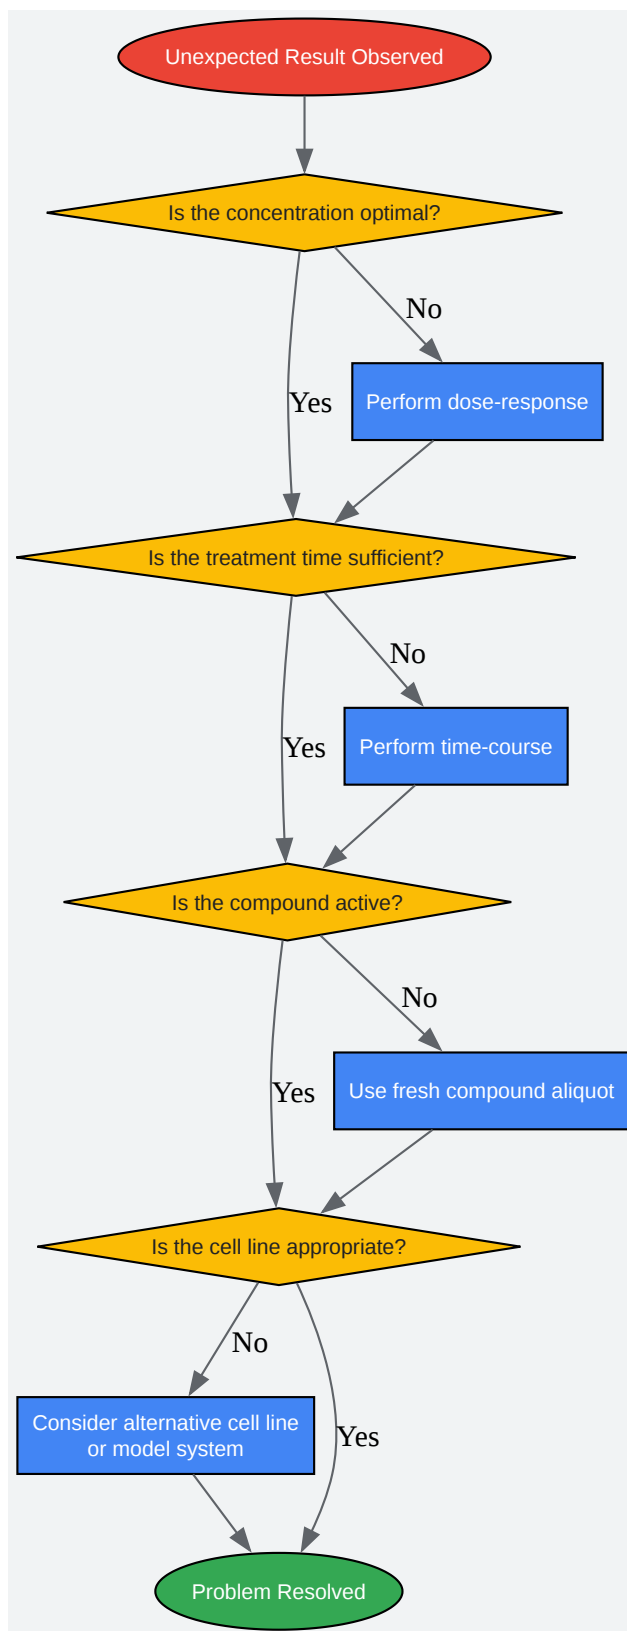 Unexpected Result Observed
Is the concentration optimal?
No
Yes
Perform dose-response
Is the treatment time sufficient?
No
Yes
Perform time-course
Is the compound active?
No
Yes
Use fresh compound aliquot
Is the cell line appropriate?
No
Consider alternative cell line
or model system
Yes
Problem Resolved